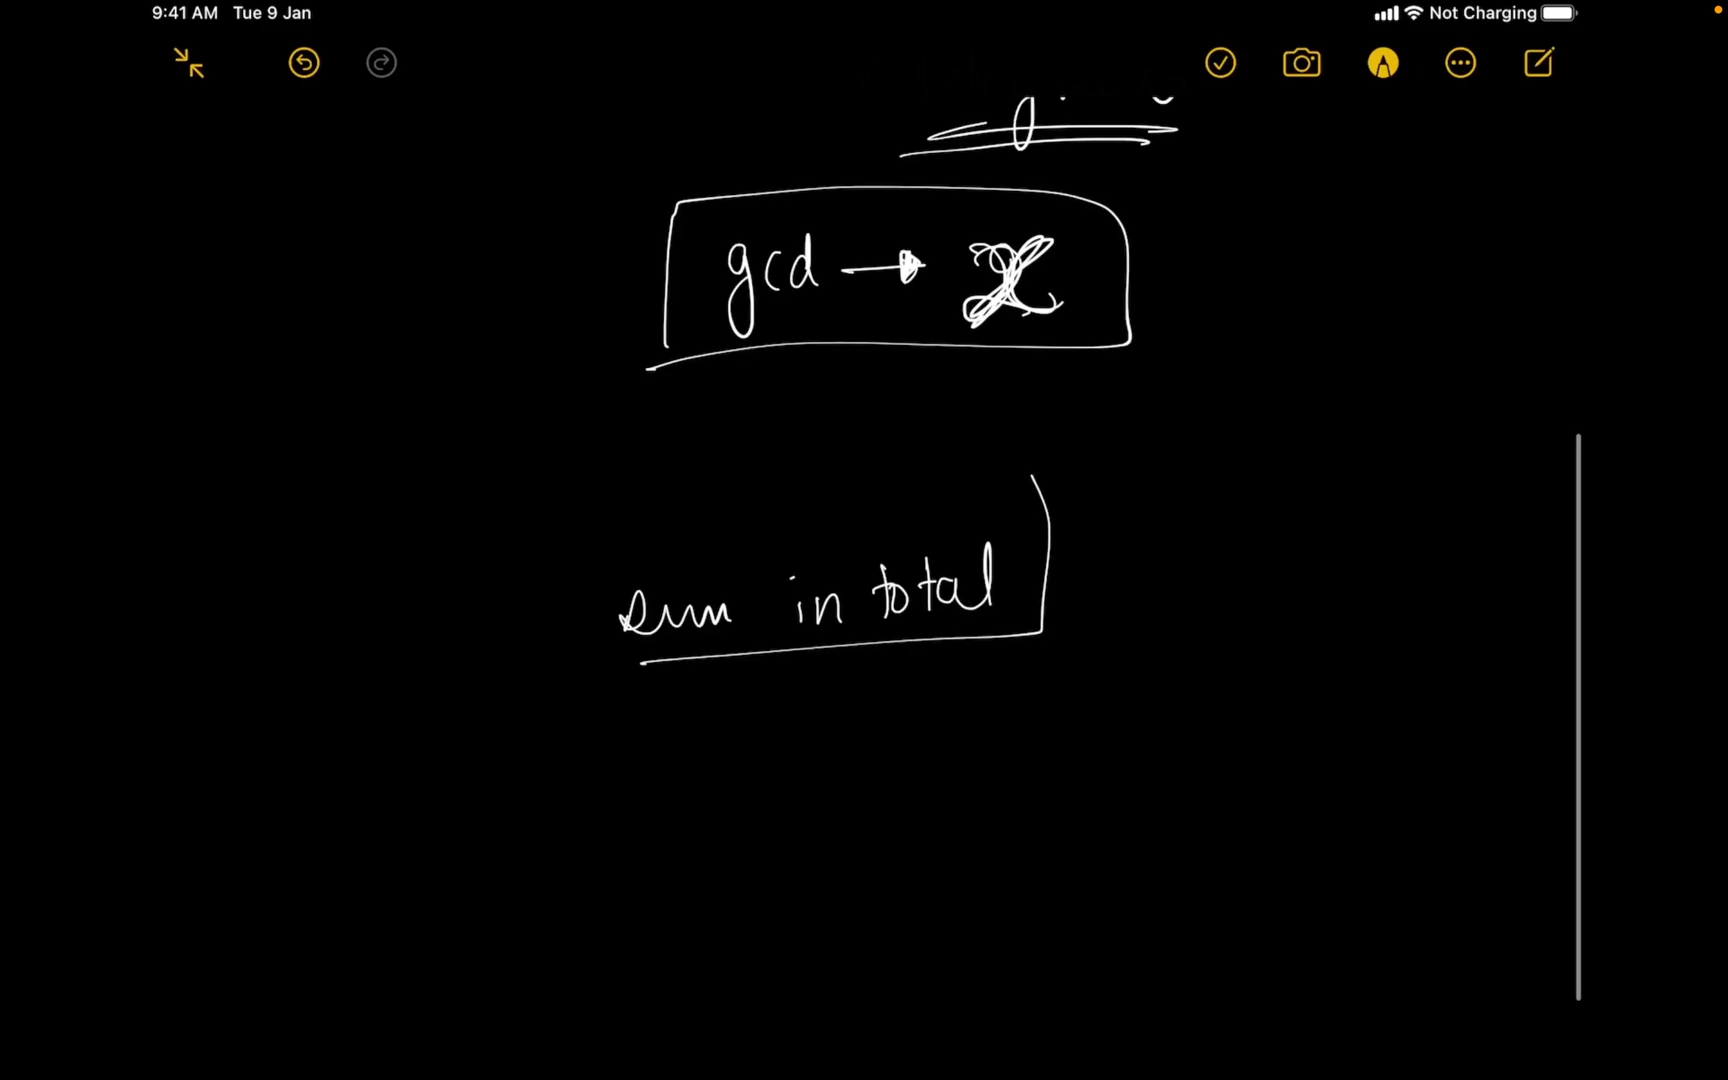 9:41 AM Tue 9 Jan Not Charging
gcd → x
sum in total